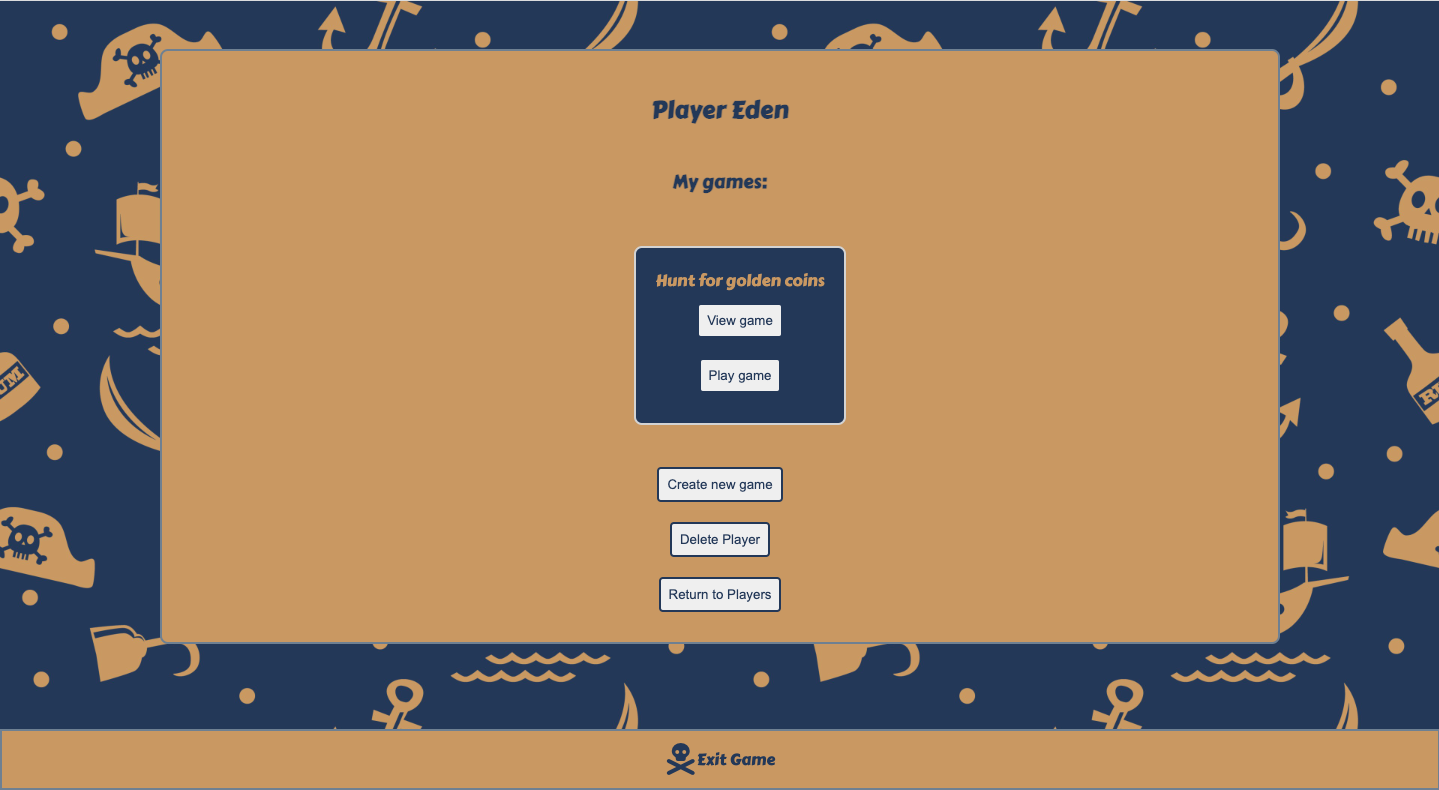 Player Eden
My games:
Hunt for golden coins
View game
Play game
Create new game
Delete Player
Return to Players
Exit Game